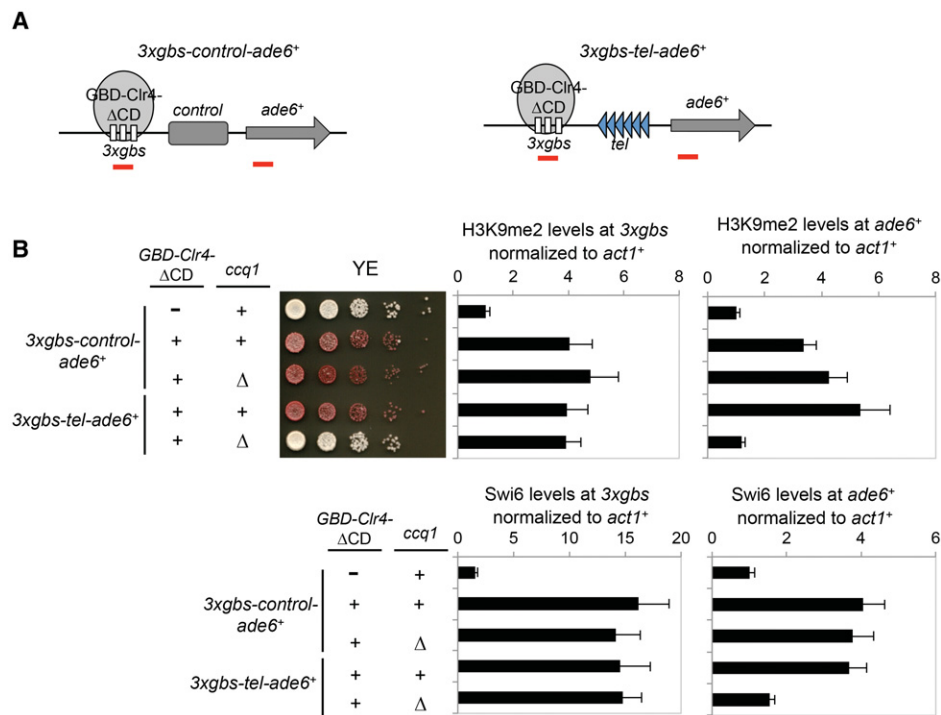 A
3xgbs-control-ade6⁺
GBD-Clr4-
ΔCD
control
ade6⁺
3xgbs
3xgbs-tel-ade6⁺
GBD-Clr4-
ΔCD
ade6⁺
3xgbs
tel
B
GBD-Clr4-
ΔCD
ccq1
YE
H3K9me2 levels at 3xgbs
normalized to act1⁺
0 2 4 6 8
H3K9me2 levels at ade6⁺
normalized to act1⁺
0 2 4 6 8
3xgbs-control-
ade6⁺
- +
+ +
+ Δ
3xgbs-tel-ade6⁺
+ +
+ Δ
GBD-Clr4-
ΔCD
ccq1
Swi6 levels at 3xgbs
normalized to act1⁺
0 5 10 15 20
Swi6 levels at ade6⁺
normalized to act1⁺
0 2 4 6
3xgbs-control-
ade6⁺
- +
+ +
+ Δ
3xgbs-tel-ade6⁺
+ +
+ Δ